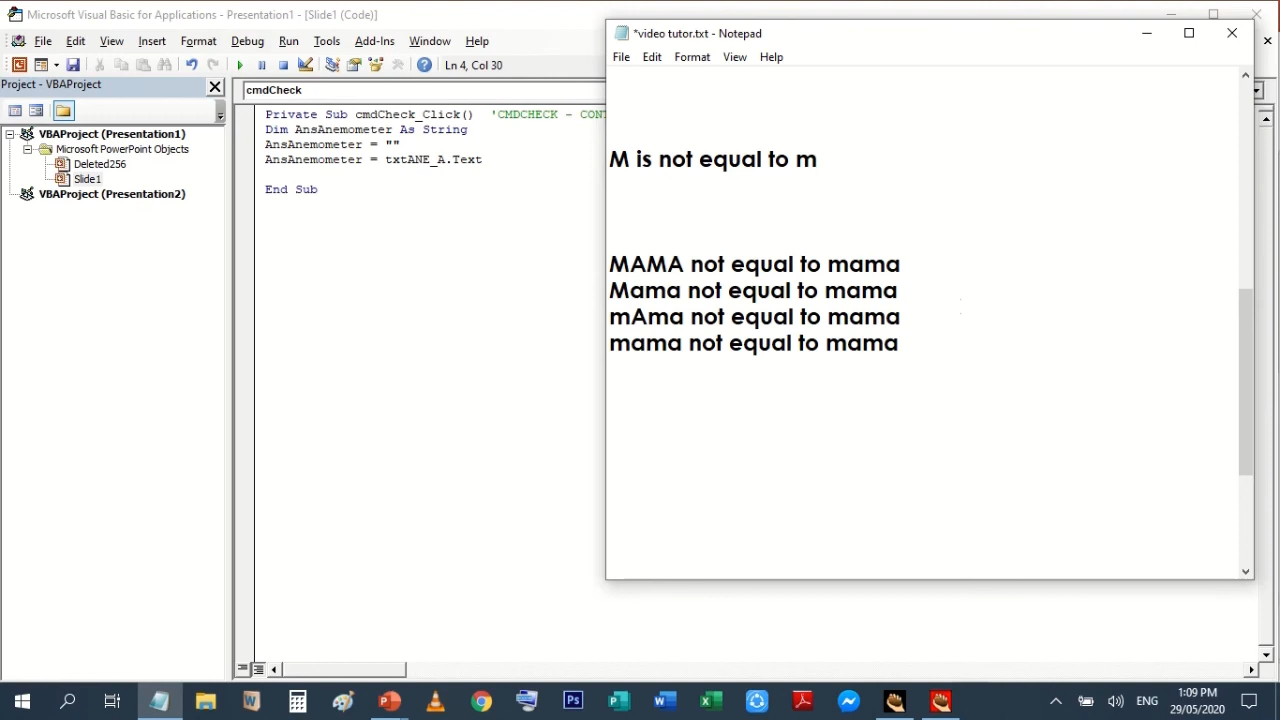 Microsoft Visual Basic for Applications - Presentation1 - [Slide1 (Code)]
File Edit View Insert Format Debug Run Tools Add-Ins Window Help
Ln 4, Col 30
Project - VBAProject
VBAProject (Presentation1)
Microsoft PowerPoint Objects
Deleted256
Slide1
VBAProject (Presentation2)
cmdCheck
Private Sub cmdCheck_Click() 'CMDCHECK - CONT
Dim AnsAnemometer As String
AnsAnemometer = ""
AnsAnemometer = txtANE_A.Text
End Sub
*video tutor.txt - Notepad
File Edit Format View Help
M is not equal to m
MAMA not equal to mama
Mama not equal to mama
mAma not equal to mama
mama not equal to mama
ENG
1:09 PM
29/05/2020